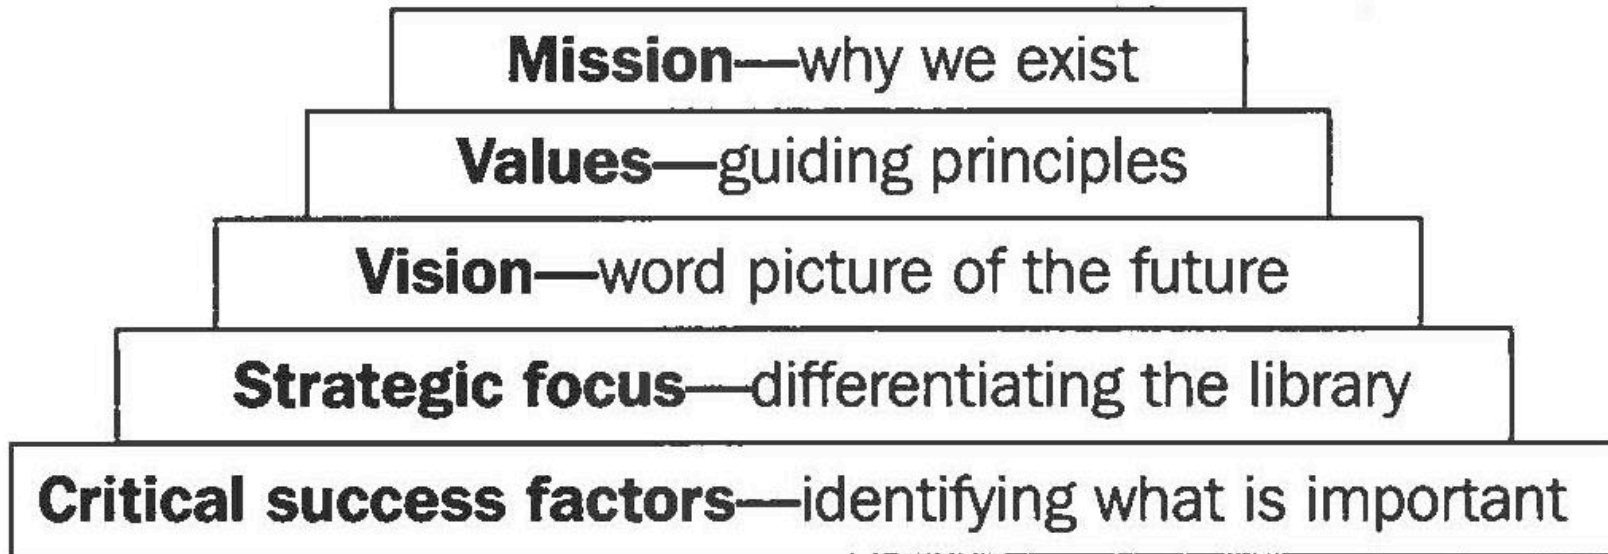 Mission—why we exist
Values—guiding principles
Vision—word picture of the future
Strategic focus—differentiating the library
Critical success factors—identifying what is important